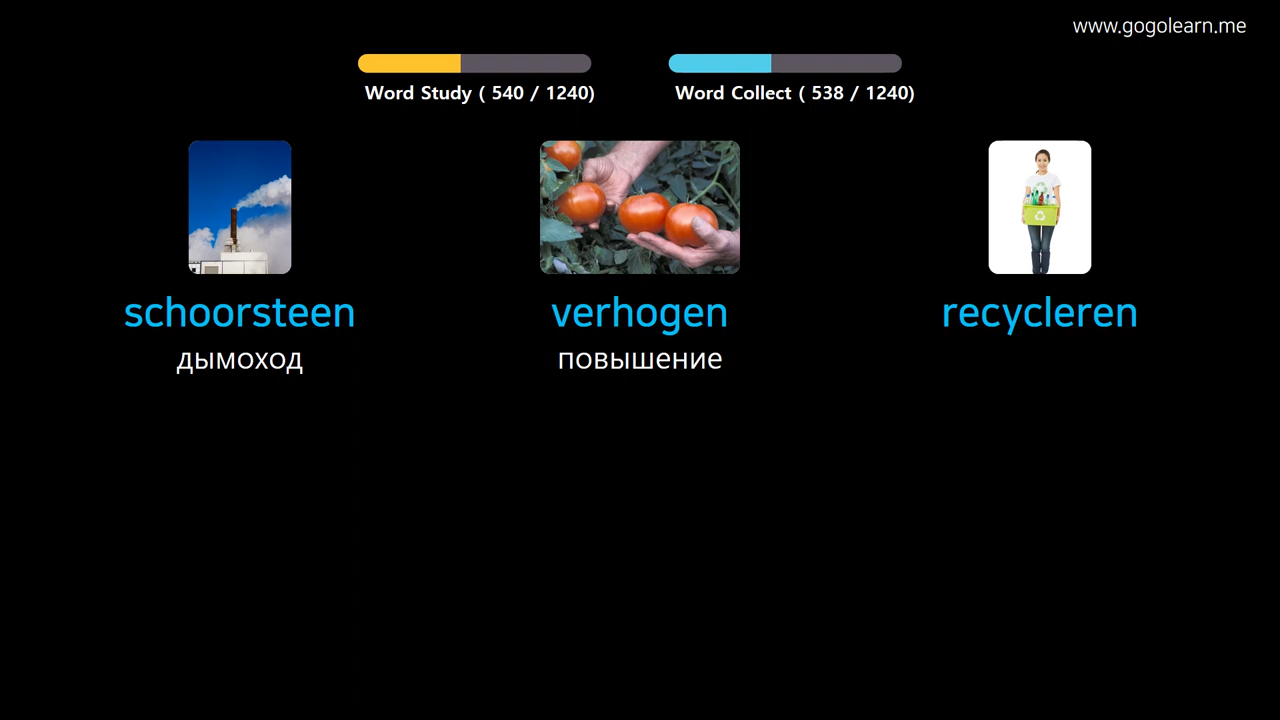 www.gogolearn.me
Word Study ( 540 / 1240)
Word Collect ( 538 / 1240)
schoorsteen
дымоход
verhogen
повышение
recycleren